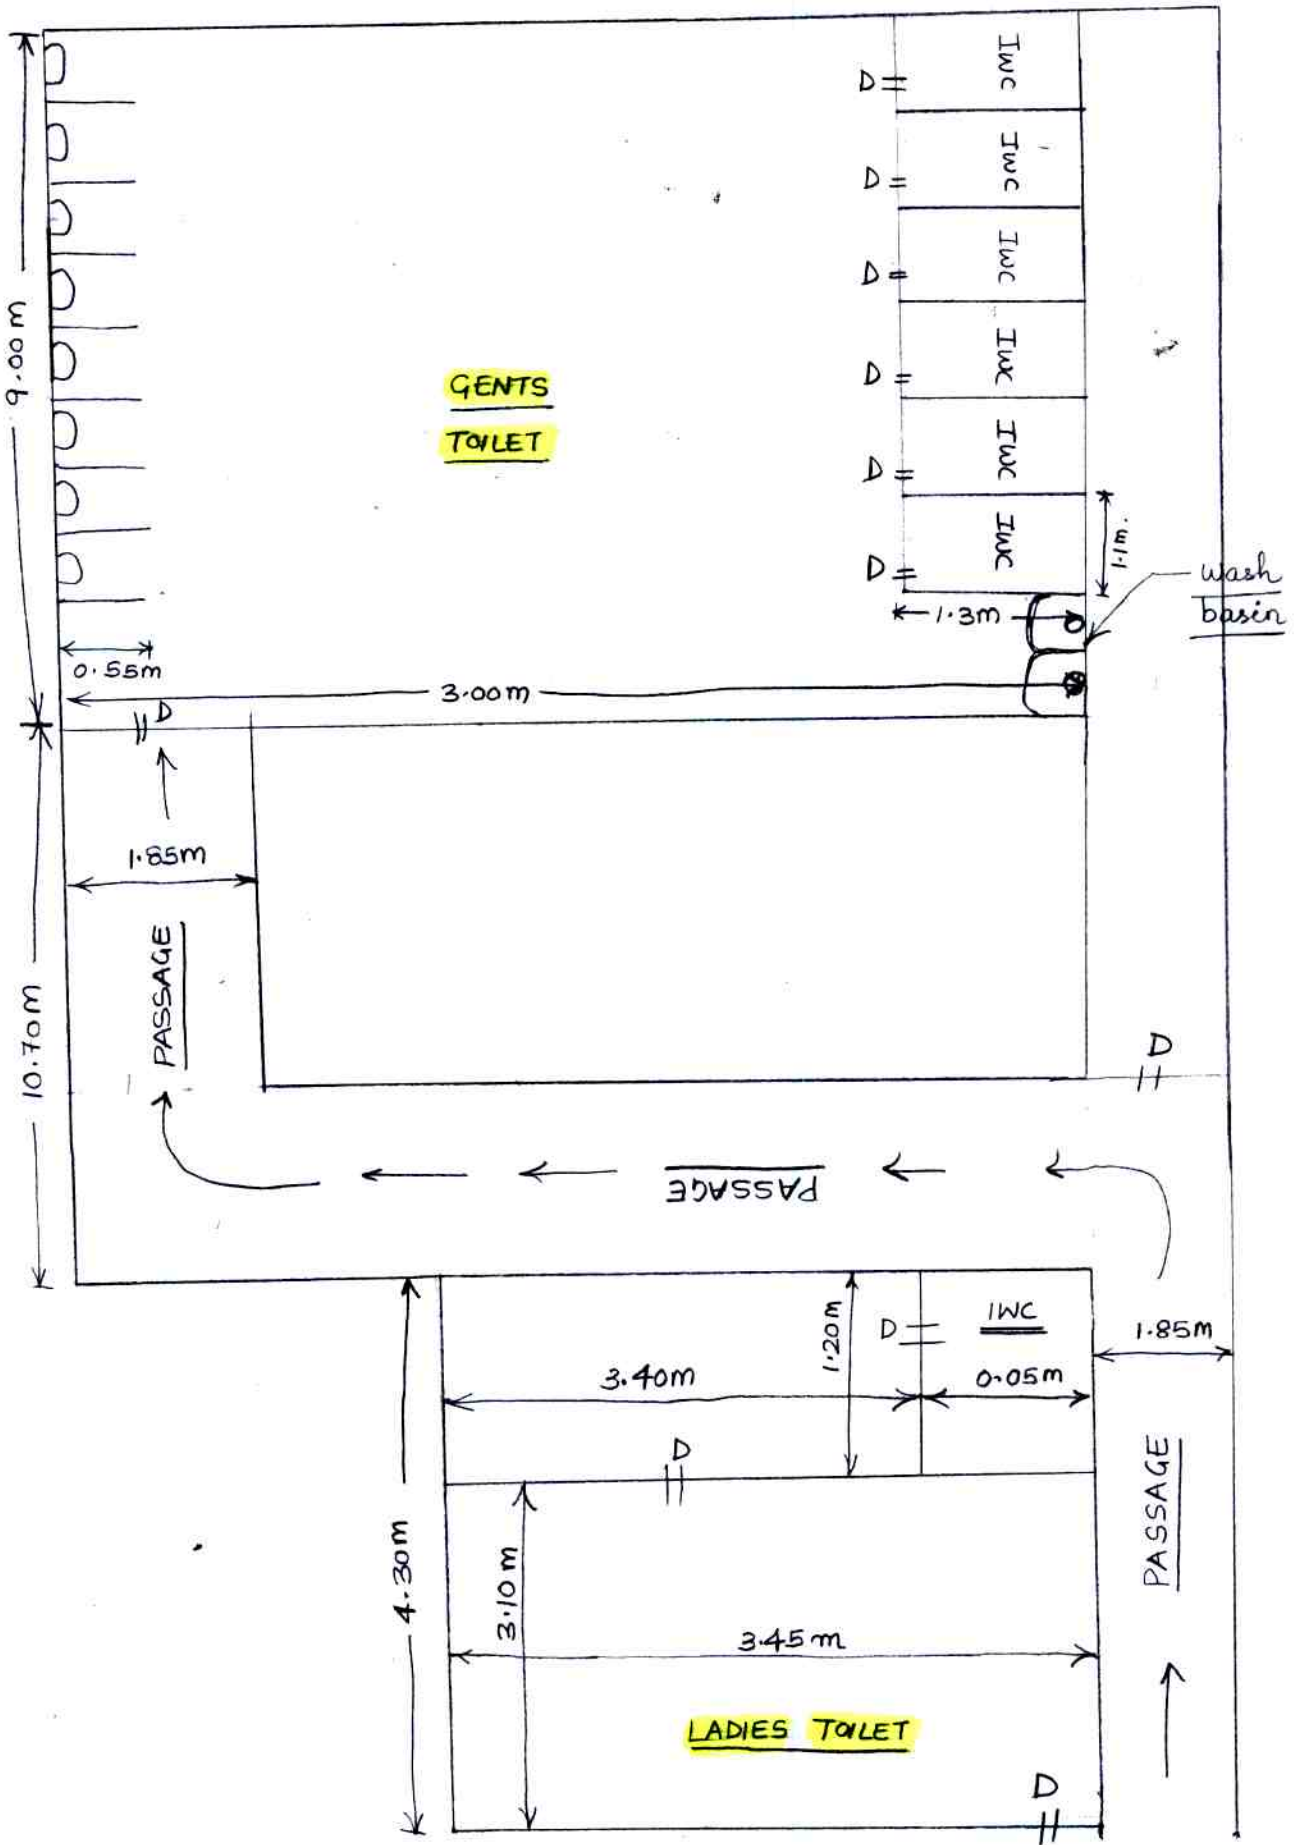 IWC
D
IWC
D
IWC
D
9.00m
IWC
D
GENTS
TOILET
IWC
D
IWC
D
1.1m.
wash
basin
1.3m
0.55m
3.00m
D
1.85m
PASSAGE
10.70m
D
PASSAGE
IWC
D
1.20m
1.85m
3.40m
0.05m
D
PASSAGE
4.30m
3.10m
3.45m
LADIES TOILET
D